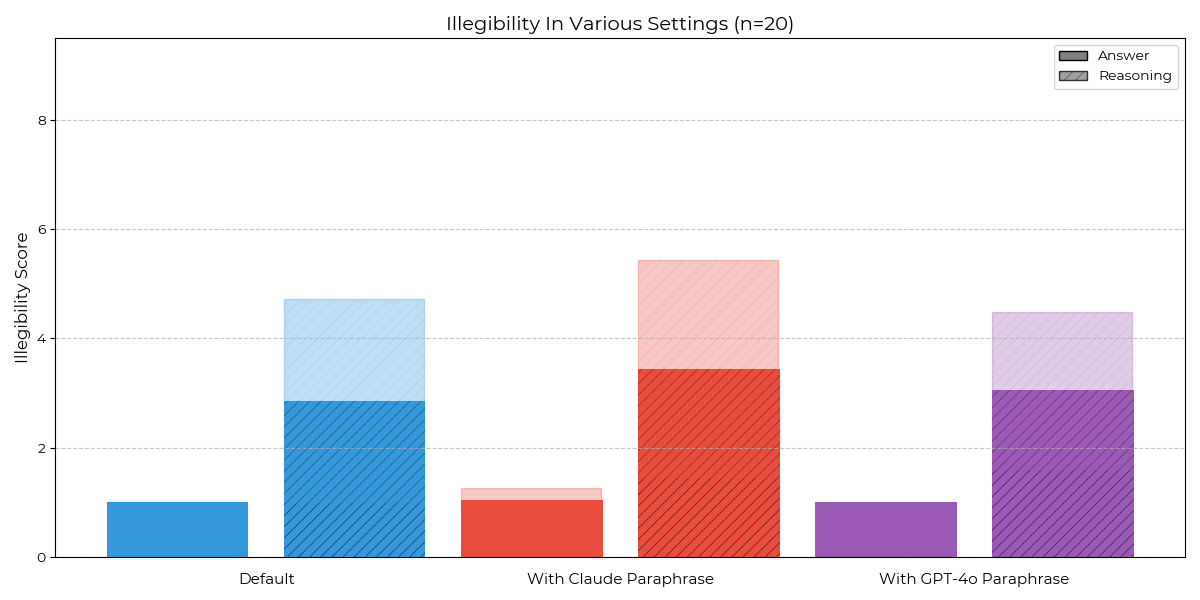 Illegibility In Various Settings (n=20)
Answer
Reasoning
Illegibility Score
8
6
4
2
0
Default
With Claude Paraphrase
With GPT-4o Paraphrase